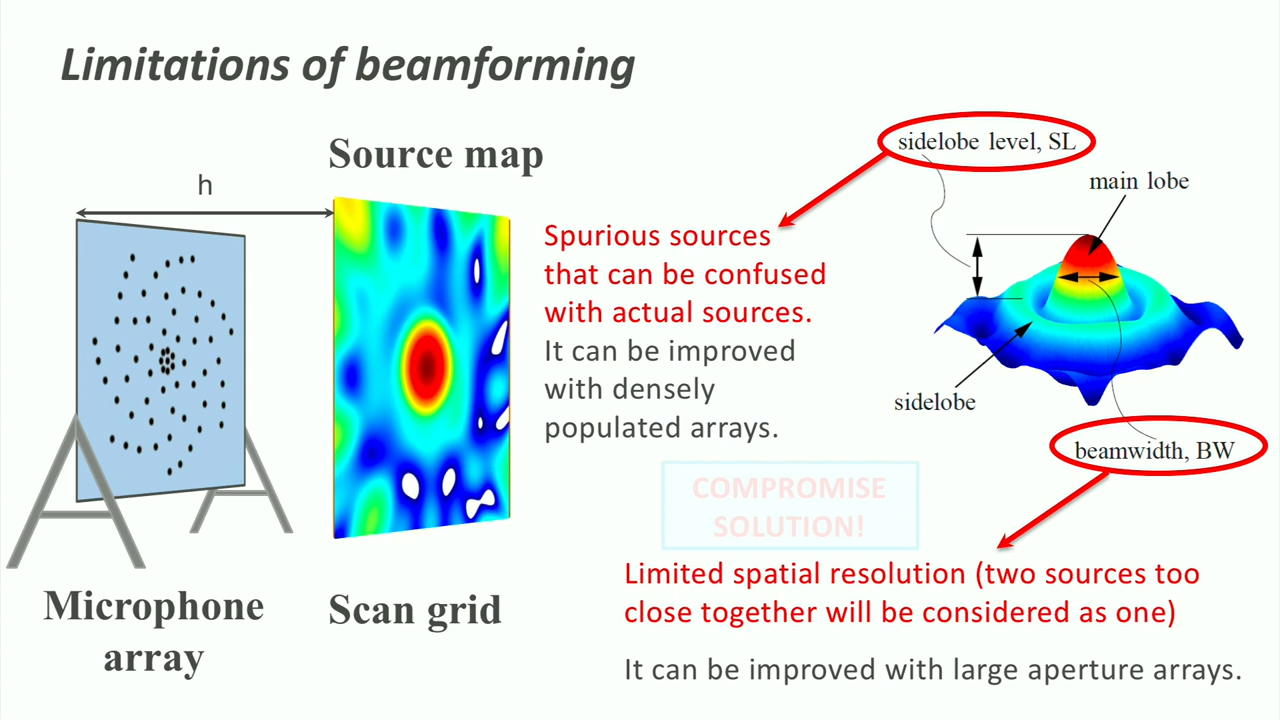 Limitations of beamforming
Source map
h
Microphone
array
Scan grid
Spurious sources
that can be confused
with actual sources.
It can be improved
with densely
populated arrays.
sidelobe level, SL
main lobe
sidelobe
beamwidth, BW
COMPROMISE
SOLUTION!
Limited spatial resolution (two sources too
close together will be considered as one)
It can be improved with large aperture arrays.